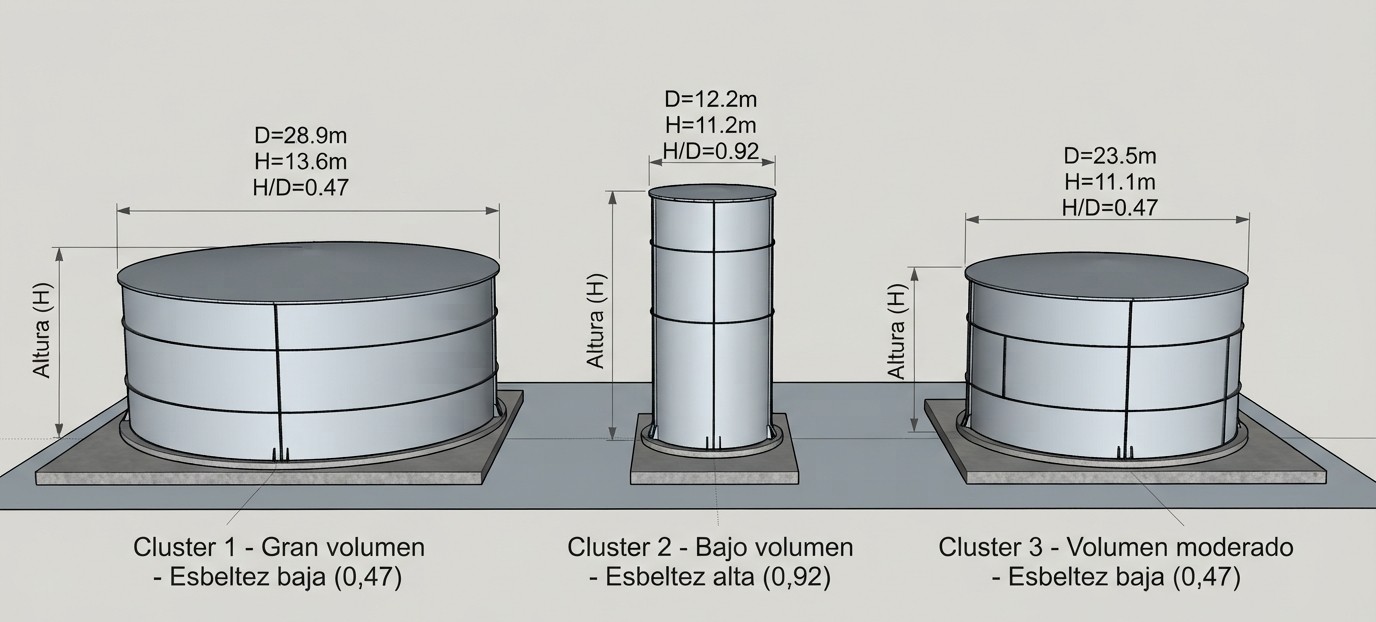 D=28.9m
H=13.6m
H/D=0.47
Altura (H)
Cluster 1 - Gran volumen
- Esbeltez baja (0,47)
D=12.2m
H=11.2m
H/D=0.92
Altura (H)
Cluster 2 - Bajo volumen
- Esbeltez alta (0,92)
D=23.5m
H=11.1m
H/D=0.47
Altura (H)
Cluster 3 - Volumen moderado
- Esbeltez baja (0,47)